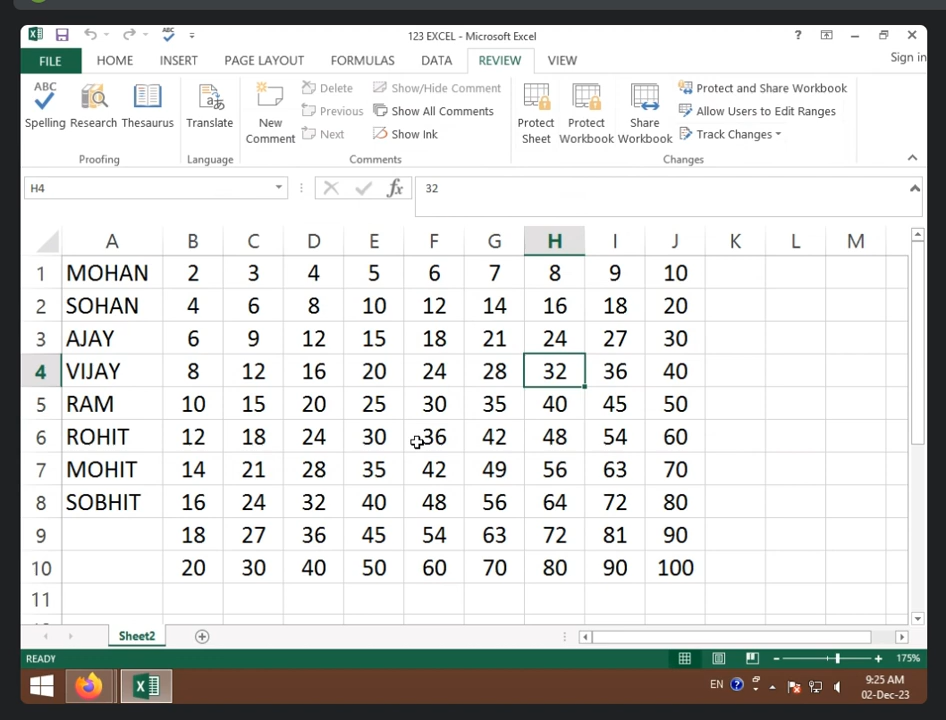 123 EXCEL - Microsoft Excel
Sign in
FILE HOME INSERT PAGE LAYOUT FORMULAS DATA REVIEW VIEW
ABC
Spelling Research Thesaurus
Proofing
Translate
Language
New Comment
Delete
Previous
Next
Show/Hide Comment
Show All Comments
Show Ink
Comments
Protect Sheet
Protect Workbook
Share Workbook
Protect and Share Workbook
Allow Users to Edit Ranges
Track Changes
Changes
H4 fx 32
A B C D E F G H I J K L M
1 MOHAN 2 3 4 5 6 7 8 9 10
2 SOHAN 4 6 8 10 12 14 16 18 20
3 AJAY 6 9 12 15 18 21 24 27 30
4 VIJAY 8 12 16 20 24 28 32 36 40
5 RAM 10 15 20 25 30 35 40 45 50
6 ROHIT 12 18 24 30 36 42 48 54 60
7 MOHIT 14 21 28 35 42 49 56 63 70
8 SOBHIT 16 24 32 40 48 56 64 72 80
9 18 27 36 45 54 63 72 81 90
10 20 30 40 50 60 70 80 90 100
11
Sheet2
READY 175%
EN 9:25 AM
02-Dec-23